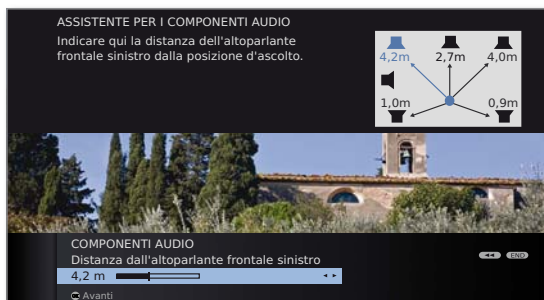 ASSISTENTE PER I COMPONENTI AUDIO
Indicare qui la distanza dell'altoparlante
frontale sinistro dalla posizione d'ascolto.
4,2m 2,7m 4,0m
1,0m 0,9m
COMPONENTI AUDIO
Distanza dall'altoparlante frontale sinistro
4,2 m
OK Avanti
END